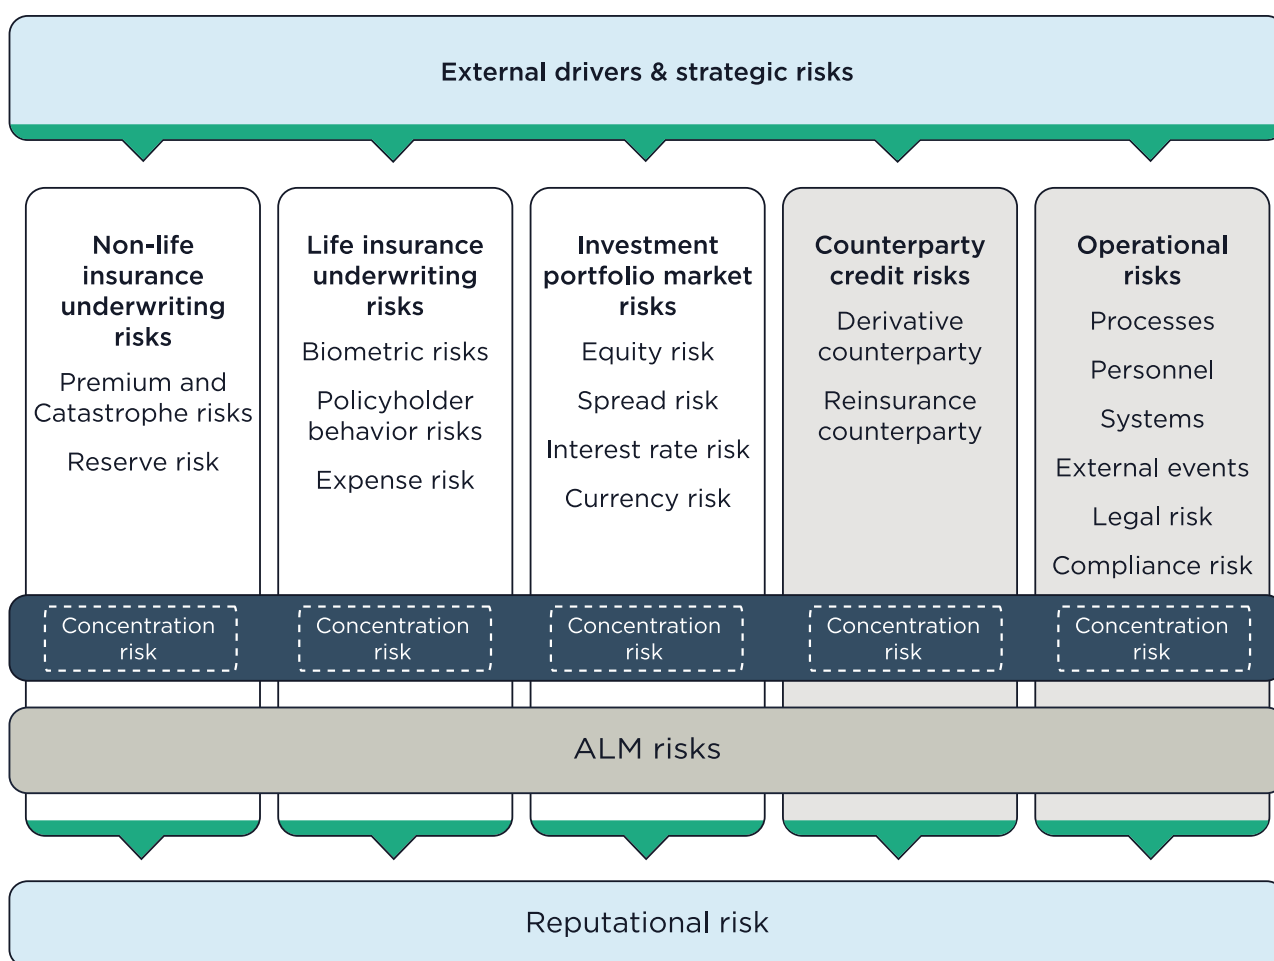 External drivers & strategic risks
Non-life
insurance
underwriting
risks
Premium and
Catastrophe risks
Reserve risk
Life insurance
underwriting
risks
Biometric risks
Policyholder
behavior risks
Expense risk
Investment
portfolio market
risks
Equity risk
Spread risk
Interest rate risk
Currency risk
Counterparty
credit risks
Derivative
counterparty
Reinsurance
counterparty
Operational
risks
Processes
Personnel
Systems
External events
Legal risk
Compliance risk
Concentration
risk
Concentration
risk
Concentration
risk
Concentration
risk
Concentration
risk
ALM risks
Reputational risk